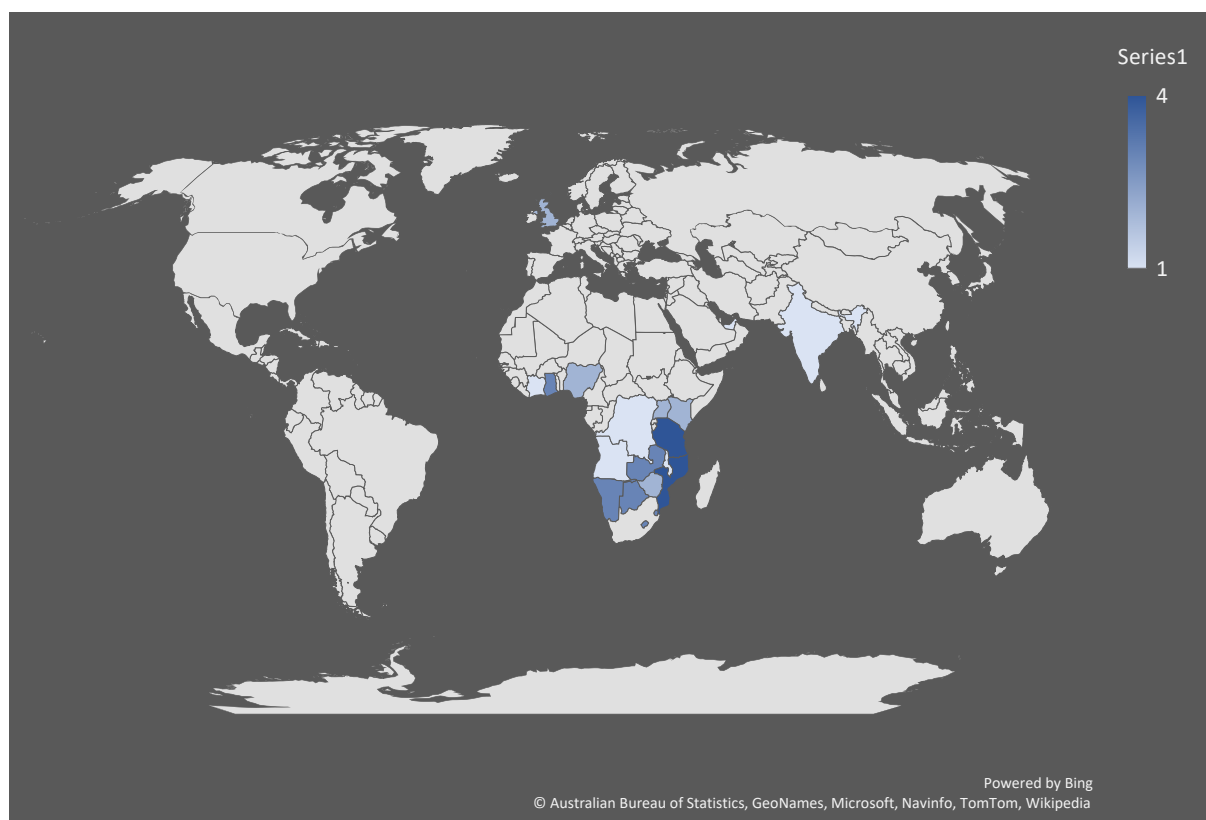 Series1
4
1
Powered by Bing
© Australian Bureau of Statistics, GeoNames, Microsoft, Navinfo, TomTom, Wikipedia